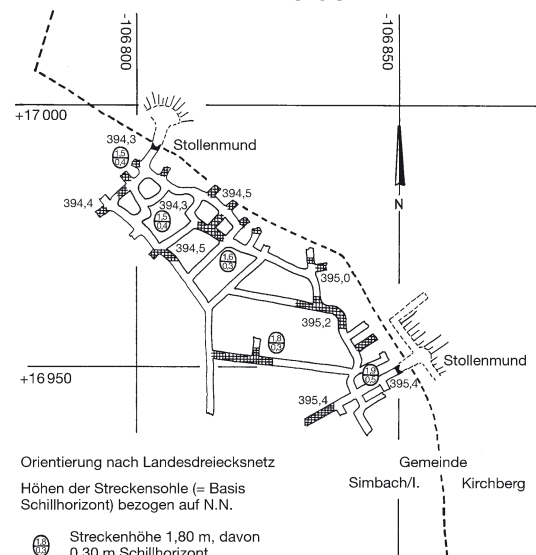 -106 800
-106 850
+17 000
394,3
Stollenmund
1,5
0,4
394,4
394,3
394,5
1,5
0,4
N
394,5
1,6
0,3
395,0
395,2
1,8
0,3
Stollenmund
+16 950
1,9
0,5
395,4
395,4
Orientierung nach Landesdreiecksnetz
Höhen der Streckensohle (= Basis
Schillhorizont) bezogen auf N.N.
Gemeinde
Simbach/I. Kirchberg
1,8
0,3
Streckenhöhe 1,80 m, davon
0,30 m Schillhorizont